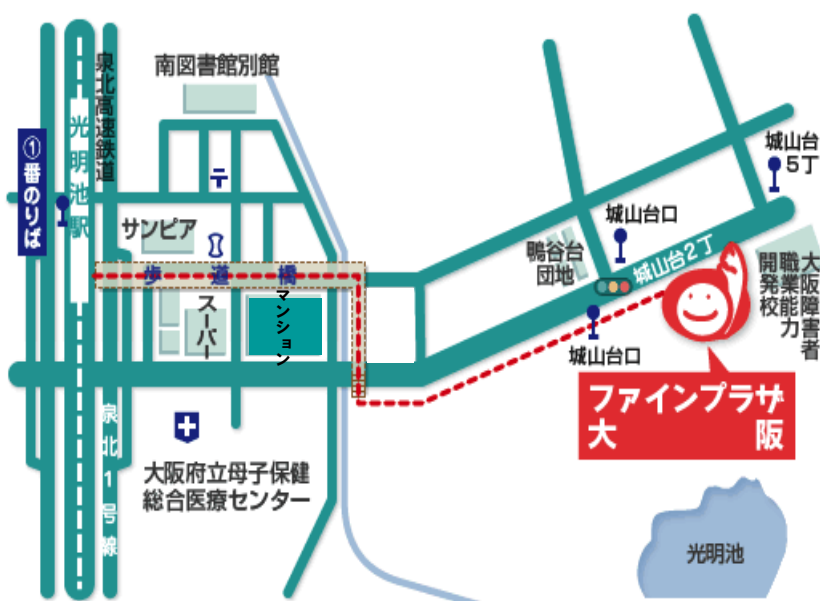 南図書館別館
泉北高速鉄道
光明池駅
①番のりば
〒
サンピア
歩道橋
スーパー
マンション
城山台5丁
城山台口
鴨谷台
団地
城山台2丁
大阪障害者
職業能力
開発校
城山台口
ファインプラザ
大阪
泉北1号線
大阪府立母子保健
総合医療センター
光明池